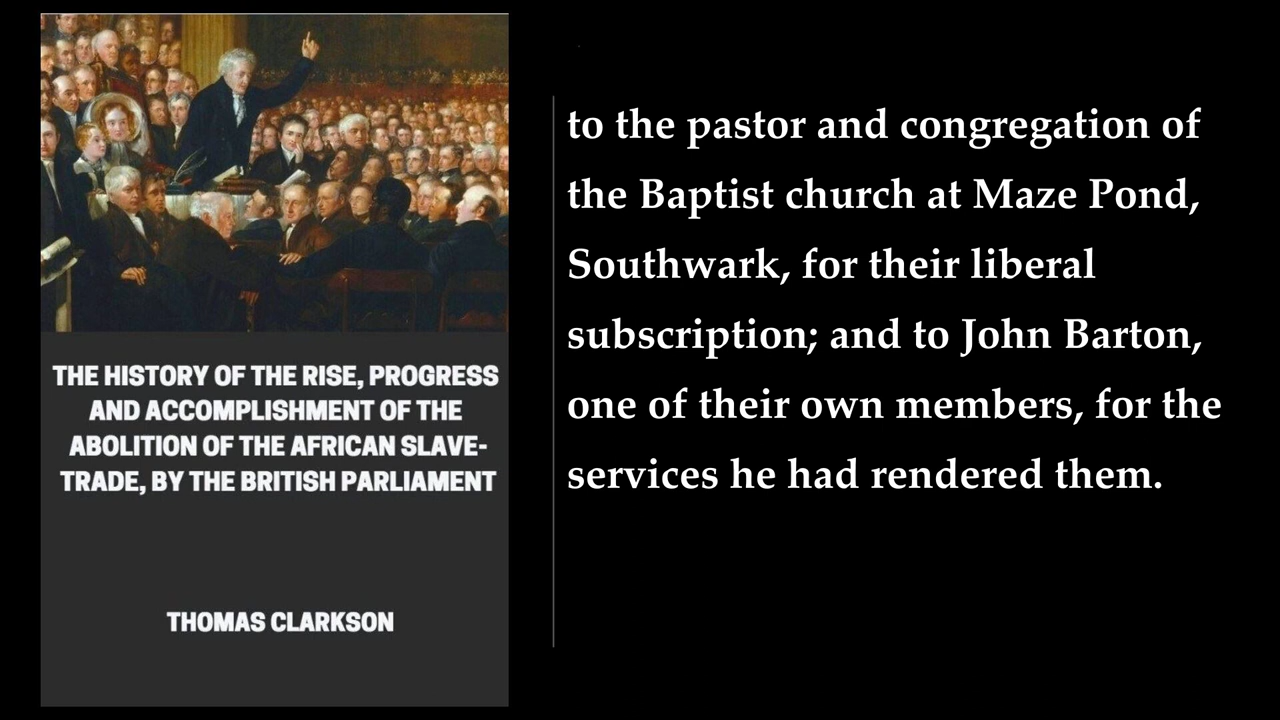 THE HISTORY OF THE RISE, PROGRESS
AND ACCOMPLISHMENT OF THE
ABOLITION OF THE AFRICAN SLAVE-
TRADE, BY THE BRITISH PARLIAMENT
THOMAS CLARKSON
to the pastor and congregation of
the Baptist church at Maze Pond,
Southwark, for their liberal
subscription; and to John Barton,
one of their own members, for the
services he had rendered them.